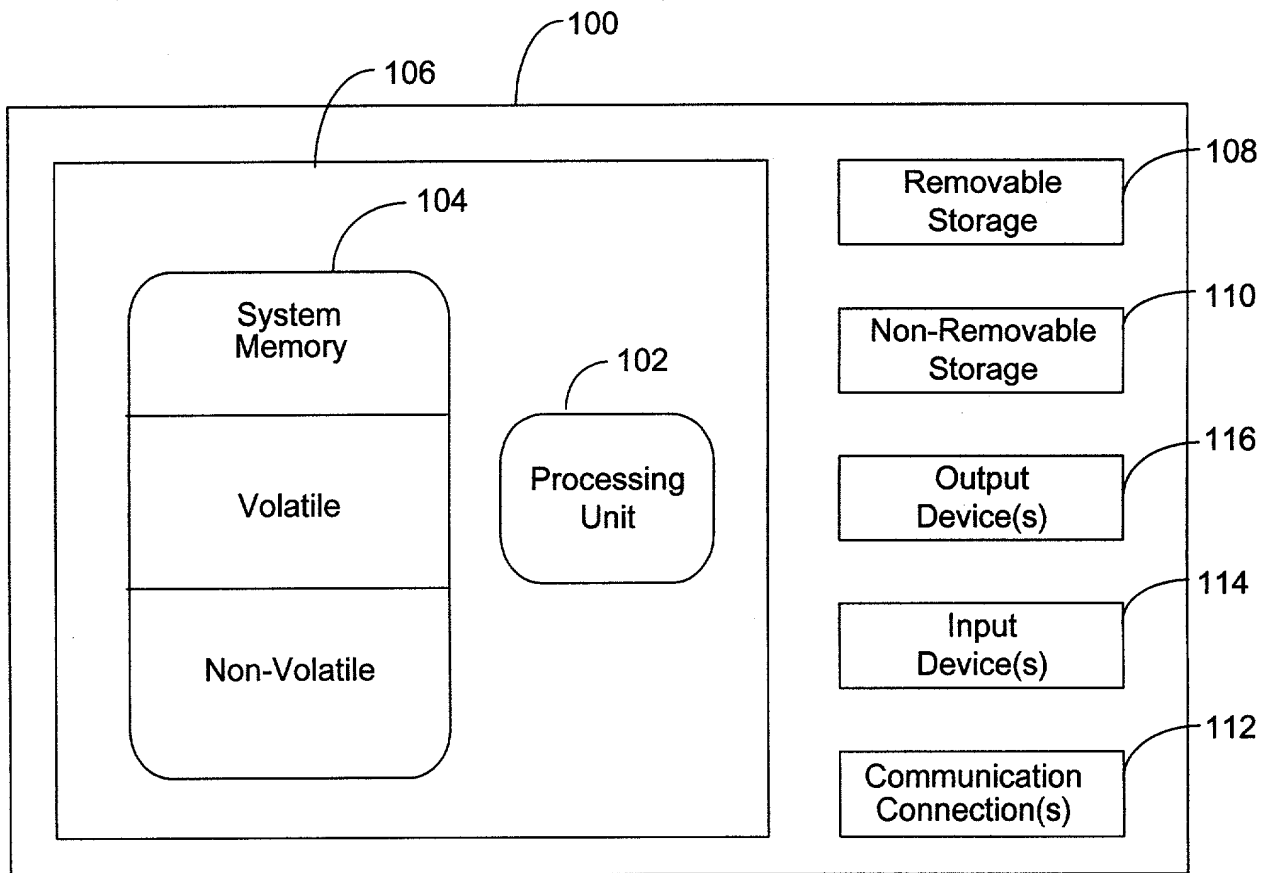 100
106
104
System
Memory
Volatile
Non-Volatile
102
Processing
Unit
108
Removable
Storage
110
Non-Removable
Storage
116
Output
Device(s)
114
Input
Device(s)
112
Communication
Connection(s)